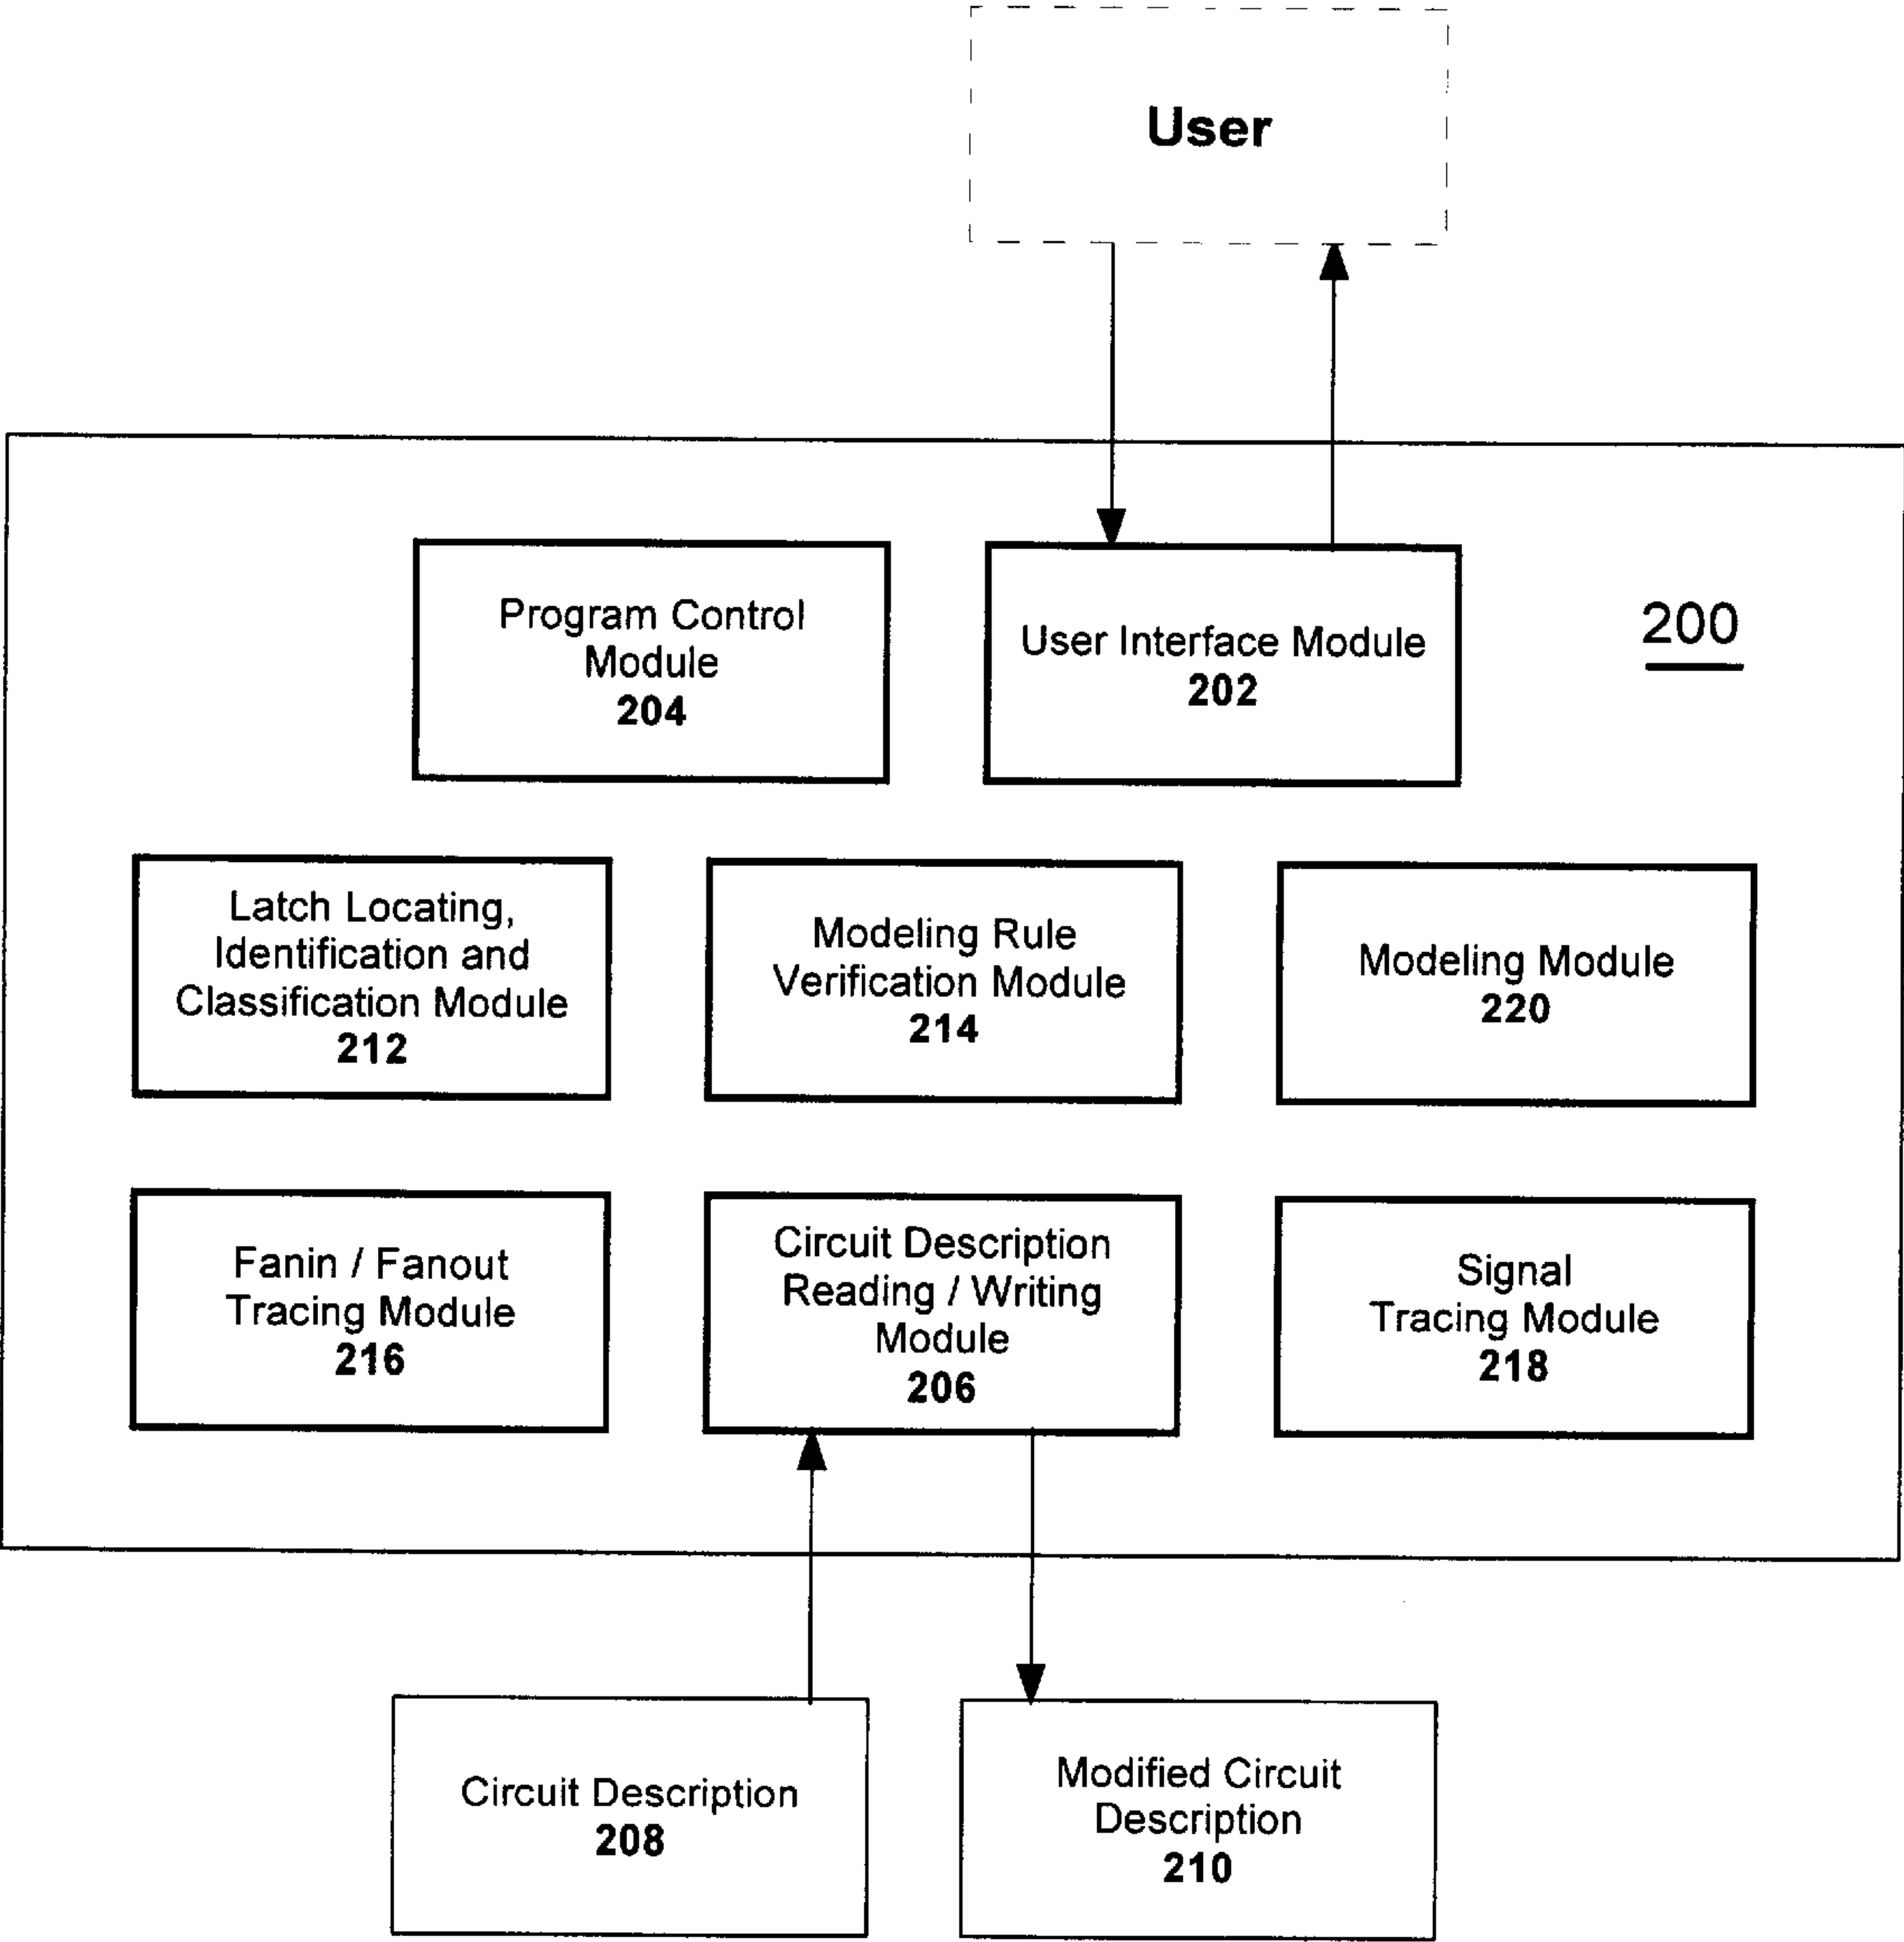 User
Program Control
Module
204
User Interface Module
202
200
Latch Locating,
Identification and
Classification Module
212
Modeling Rule
Verification Module
214
Modeling Module
220
Fanin / Fanout
Tracing Module
216
Circuit Description
Reading / Writing
Module
206
Signal
Tracing Module
218
Circuit Description
208
Modified Circuit
Description
210